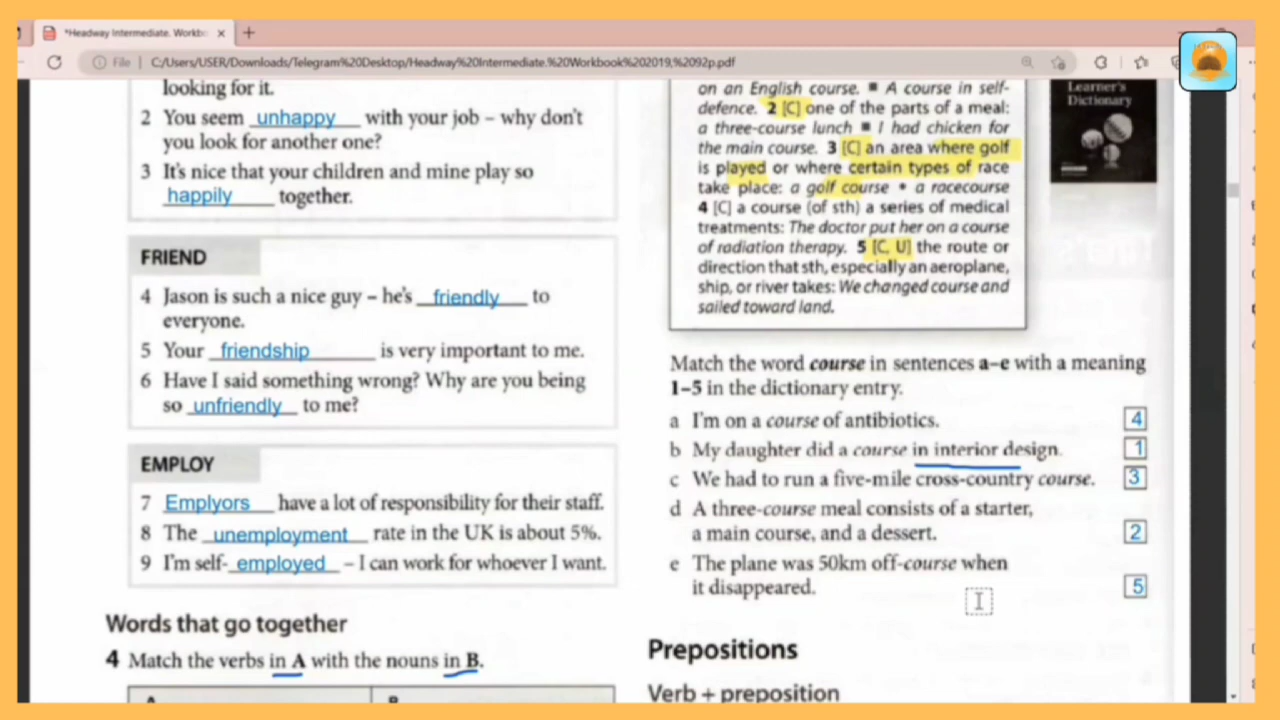 *Headway Intermediate. Workbo
File
C:/Users/USER/Downloads/Telegram%20Desktop/Headway%20Intermediate.%20Workbook%202019,%2092p.pdf
looking for it.
2 You seem unhappy with your job – why don't
you look for another one?
3 It's nice that your children and mine play so
happily together.
FRIEND
4 Jason is such a nice guy – he's friendly to
everyone.
5 Your friendship is very important to me.
6 Have I said something wrong? Why are you being
so unfriendly to me?
EMPLOY
7 Emplyors have a lot of responsibility for their staff.
8 The unemployment rate in the UK is about 5%.
9 I'm self-employed – I can work for whoever I want.
Words that go together
4 Match the verbs in A with the nouns in B.
A B
on an English course. ■ A course in self-
defence. 2 [C] one of the parts of a meal:
a three-course lunch ■ I had chicken for
the main course. 3 [C] an area where golf
is played or where certain types of race
take place: a golf course • a racecourse
4 [C] a course (of sth) a series of medical
treatments: The doctor put her on a course
of radiation therapy. 5 [C, U] the route or
direction that sth, especially an aeroplane,
ship, or river takes: We changed course and
sailed toward land.
Learner's
Dictionary
Match the word course in sentences a–e with a meaning
1–5 in the dictionary entry.
a I'm on a course of antibiotics. 4
b My daughter did a course in interior design. 1
c We had to run a five-mile cross-country course. 3
d A three-course meal consists of a starter,
a main course, and a dessert. 2
e The plane was 50km off-course when
it disappeared. 5
Prepositions
Verb + preposition